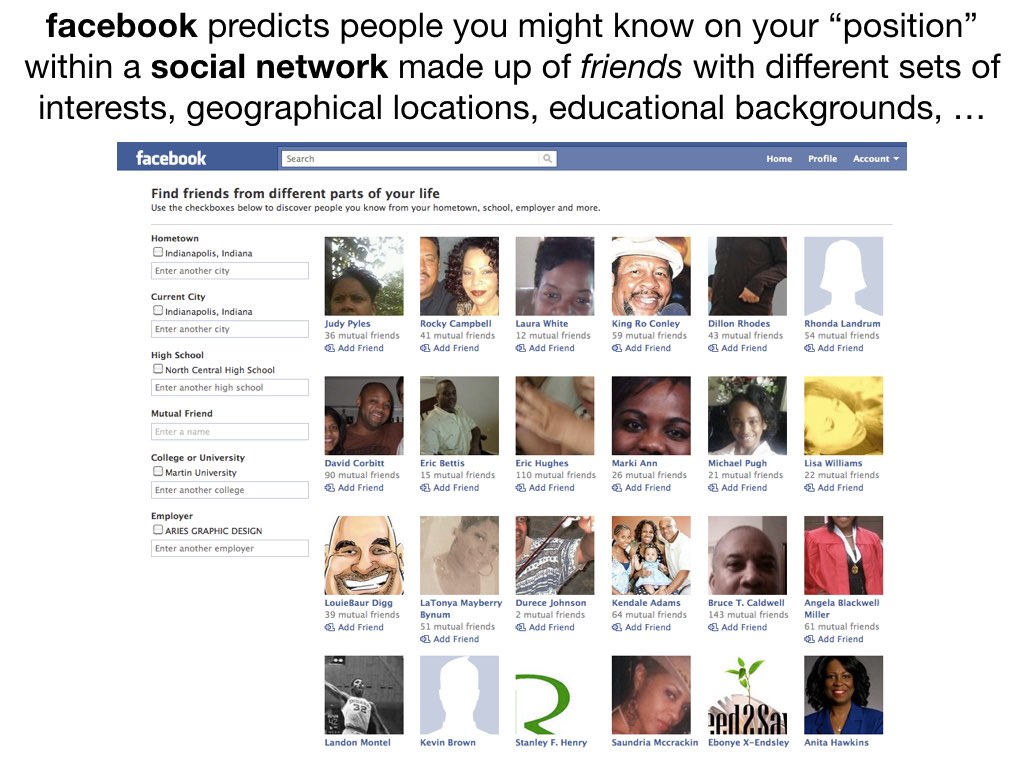 facebook predicts people you might know on your “position”
within a social network made up of friends with different sets of
interests, geographical locations, educational backgrounds, …
facebook
Search
Home Profile Account
Find friends from different parts of your life
Use the checkboxes below to discover people you know from your hometown, school, employer and more.
Hometown
Indianapolis, Indiana
Enter another city
Current City
Indianapolis, Indiana
Enter another city
High School
North Central High School
Enter another high school
Mutual Friend
Enter a name
College or University
Martin University
Enter another college
Employer
ARIES GRAPHIC DESIGN
Enter another employer
Judy Pyles
36 mutual friends
Add Friend
Rocky Campbell
41 mutual friends
Add Friend
Laura White
12 mutual friends
Add Friend
King Ro Conley
59 mutual friends
Add Friend
Dillon Rhodes
43 mutual friends
Add Friend
Rhonda Landrum
54 mutual friends
Add Friend
David Corbitt
90 mutual friends
Add Friend
Eric Bettis
15 mutual friends
Add Friend
Eric Hughes
110 mutual friends
Add Friend
Marki Ann
26 mutual friends
Add Friend
Michael Pugh
21 mutual friends
Add Friend
Lisa Williams
22 mutual friends
Add Friend
LouieBaur Digg
39 mutual friends
Add Friend
LaTonya Mayberry
Bynum
51 mutual friends
Add Friend
Durece Johnson
2 mutual friends
Add Friend
Kendale Adams
64 mutual friends
Add Friend
Bruce T. Caldwell
143 mutual friends
Add Friend
Angela Blackwell
Miller
61 mutual friends
Add Friend
32
Landon Montel
Kevin Brown
R
Stanley F. Henry
Saundria Mccrackin
eed2Sa
Ebonye X-Endsley
Anita Hawkins